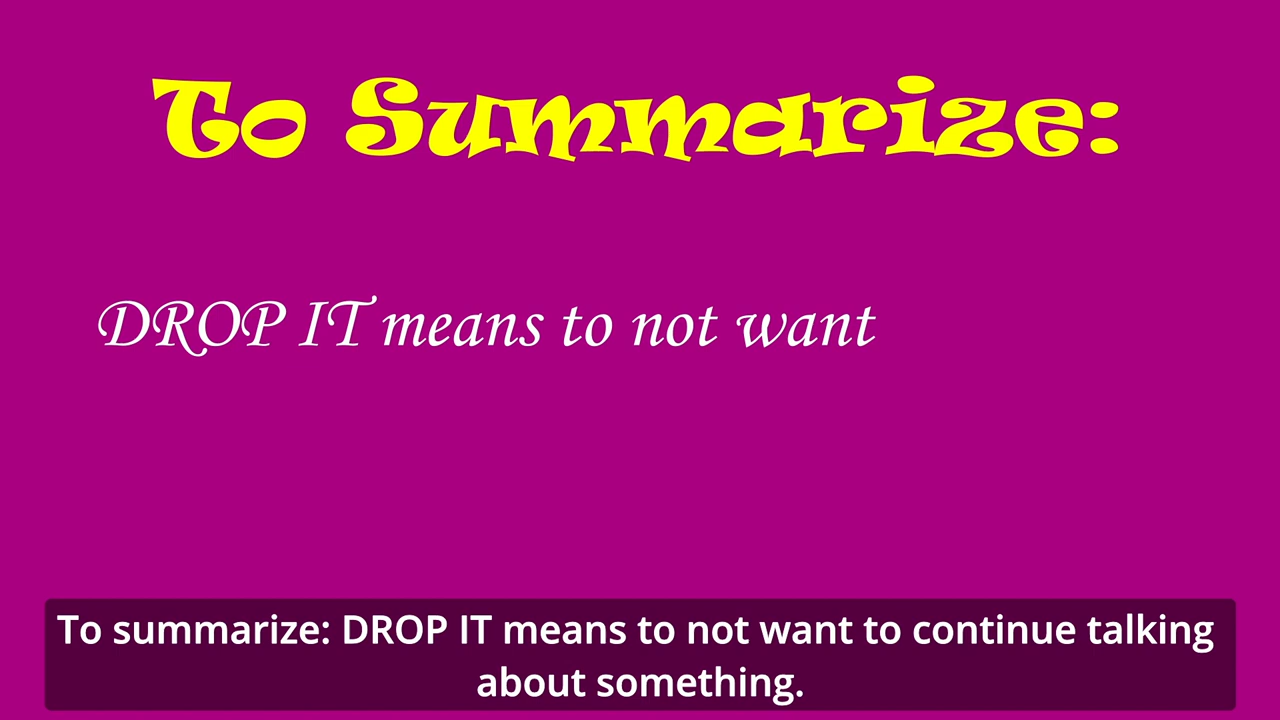 To Summarize:
DROP IT means to not want
To summarize: DROP IT means to not want to continue talking
about something.